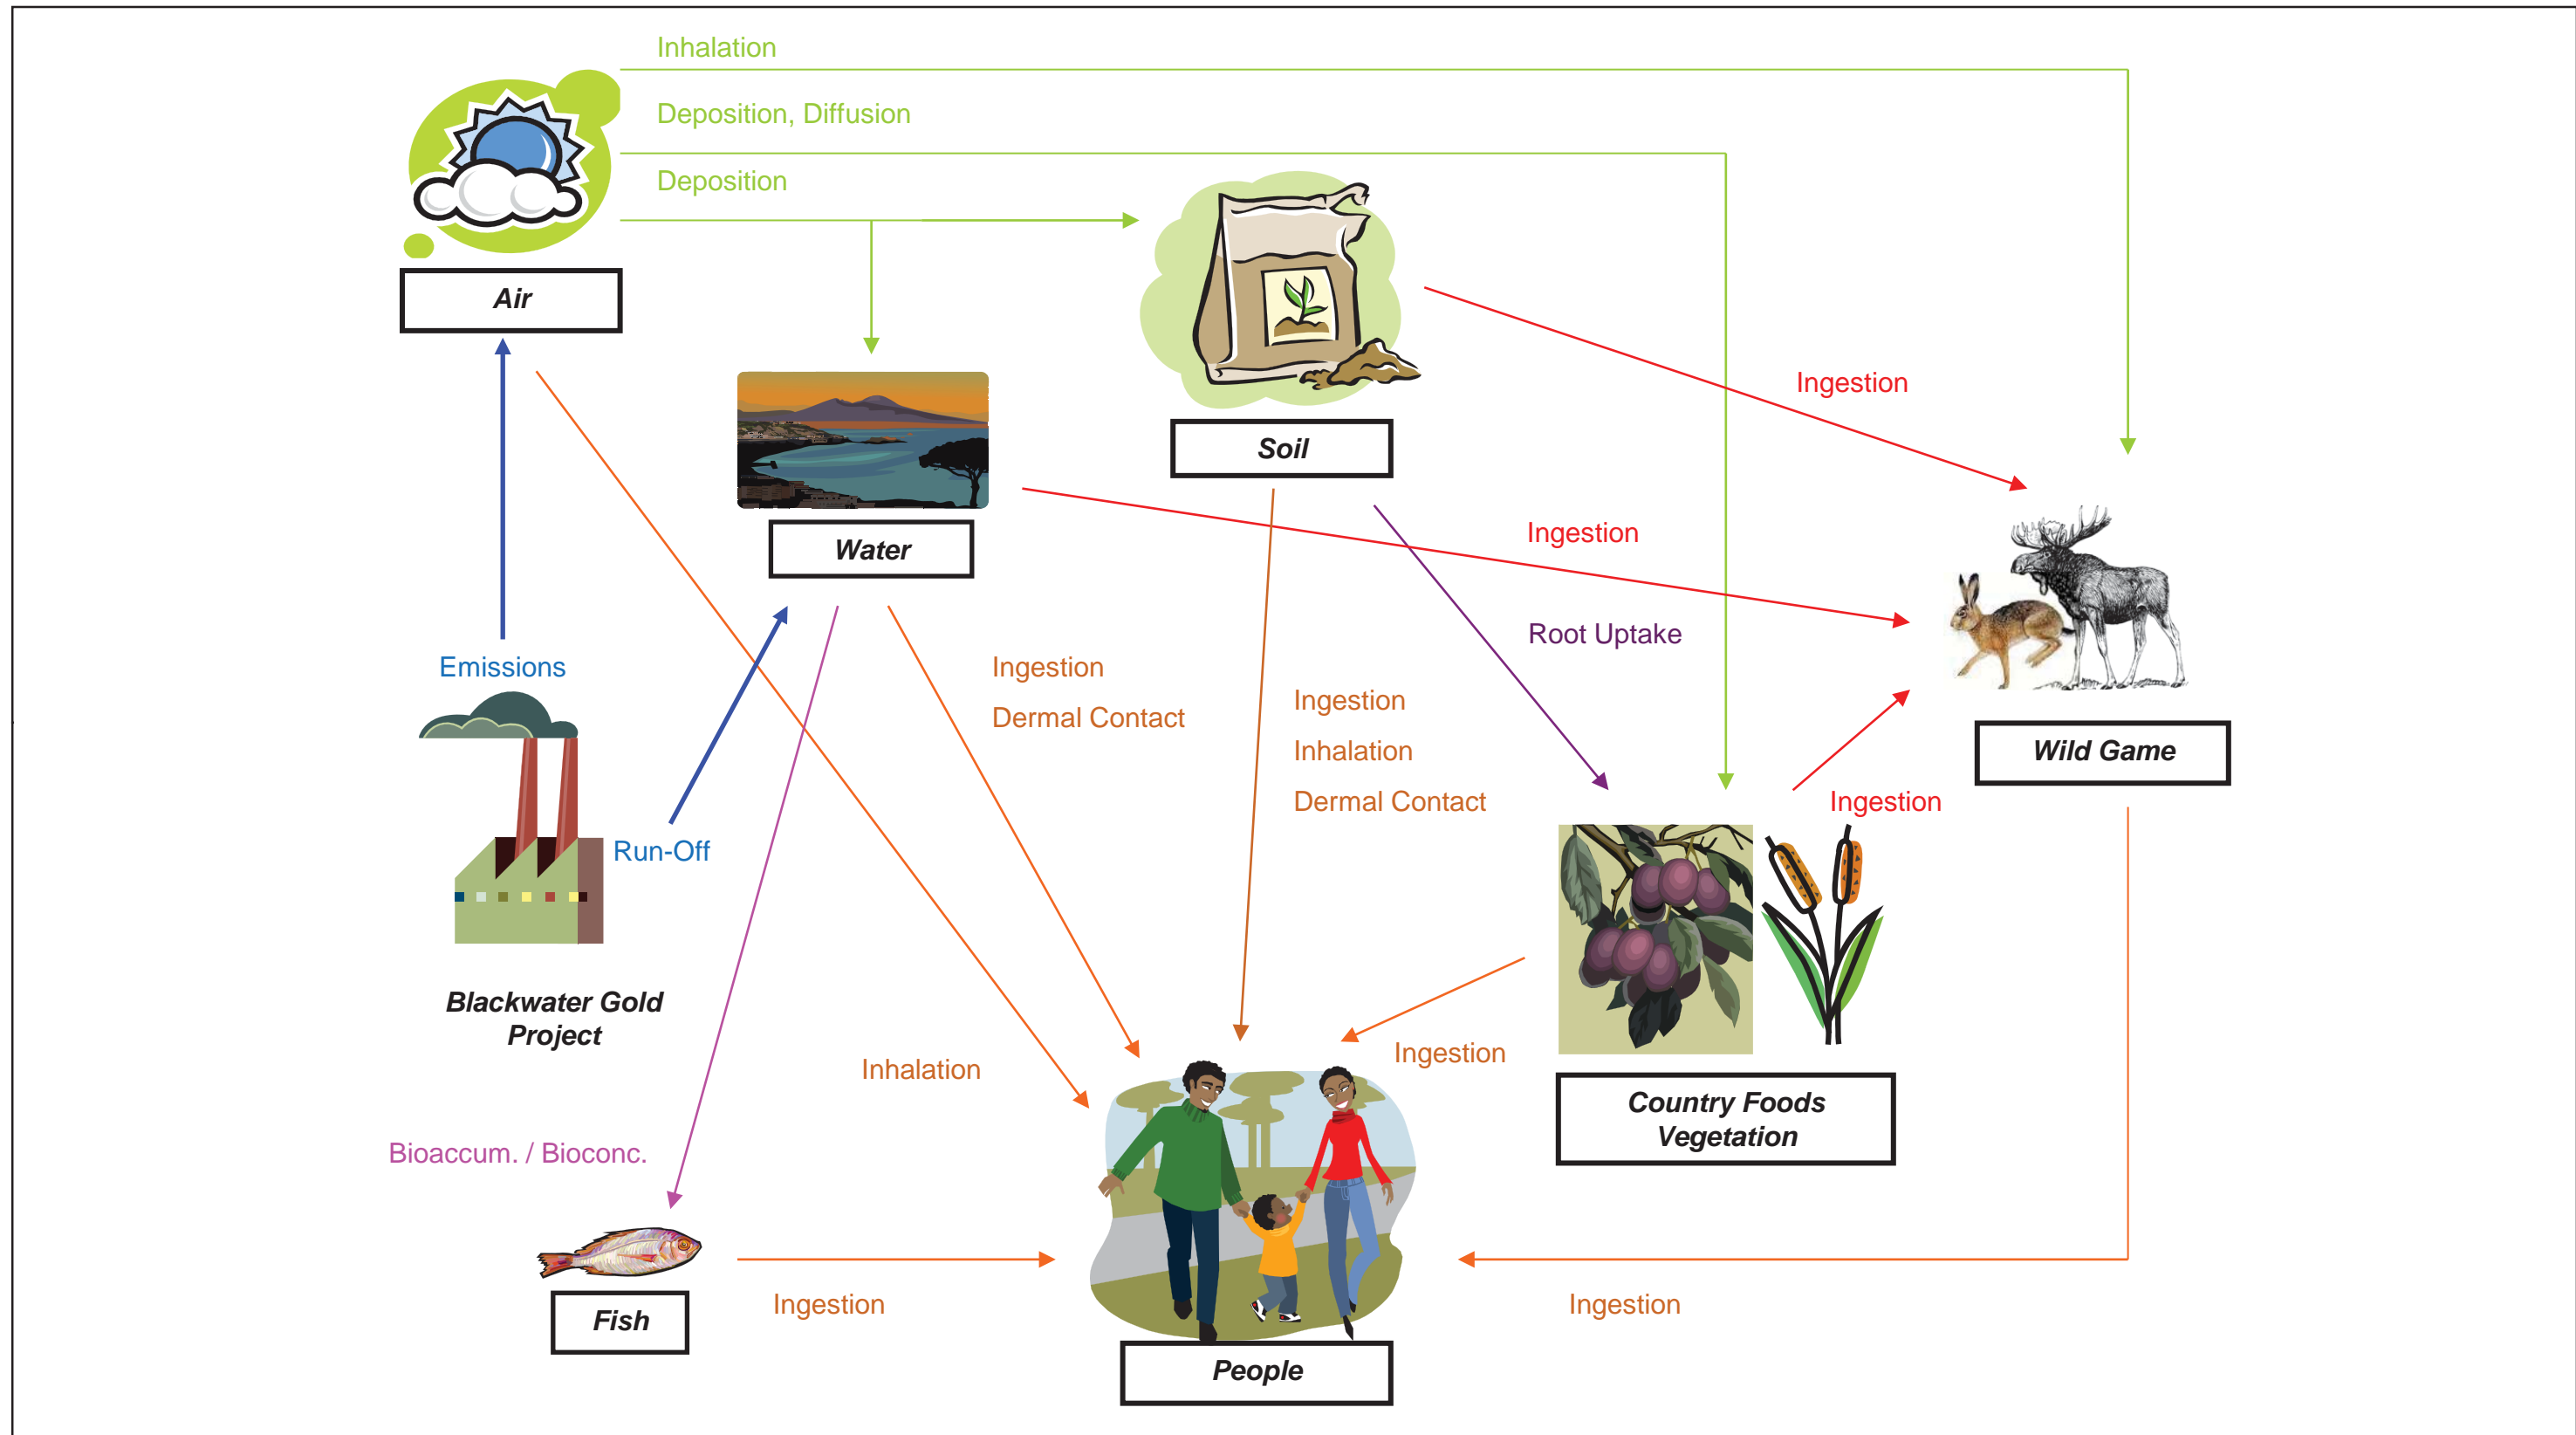 Inhalation
Deposition, Diffusion
Deposition
Air
Soil
Ingestion
Water
Ingestion
Root Uptake
Emissions
Ingestion
Dermal Contact
Ingestion
Inhalation
Dermal Contact
Wild Game
Ingestion
Run-Off
Blackwater Gold
Project
Inhalation
Ingestion
Country Foods
Vegetation
Bioaccum. / Bioconc.
Ingestion
Ingestion
Fish
People